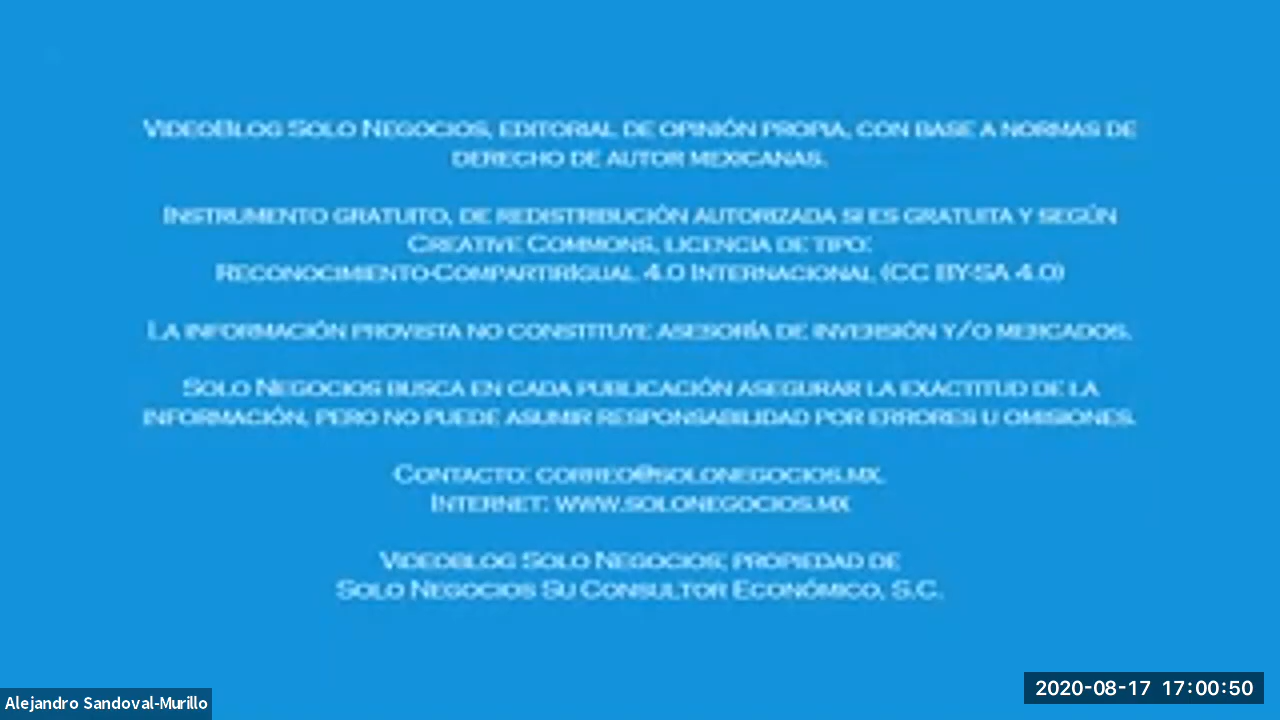 VideoBlog Solo Negocios, editorial de opinión propia, con base a normas de
derecho de autor mexicanas.
Instrumento gratuito, de redistribución autorizada si es gratuita y según
Creative Commons, licencia de tipo:
Reconocimiento-CompartirIgual 4.0 Internacional (CC BY-SA 4.0)
La información provista no constituye asesoría de inversión y/o mercados.
Solo Negocios busca en cada publicación asegurar la exactitud de la
información, pero no puede asumir responsabilidad por errores u omisiones.
Contacto: correo@solonegocios.mx.
Internet: www.solonegocios.mx
Videoblog Solo Negocios; propiedad de
Solo Negocios Su Consultor Económico, S.C.
Alejandro Sandoval-Murillo
2020-08-17 17:00:50